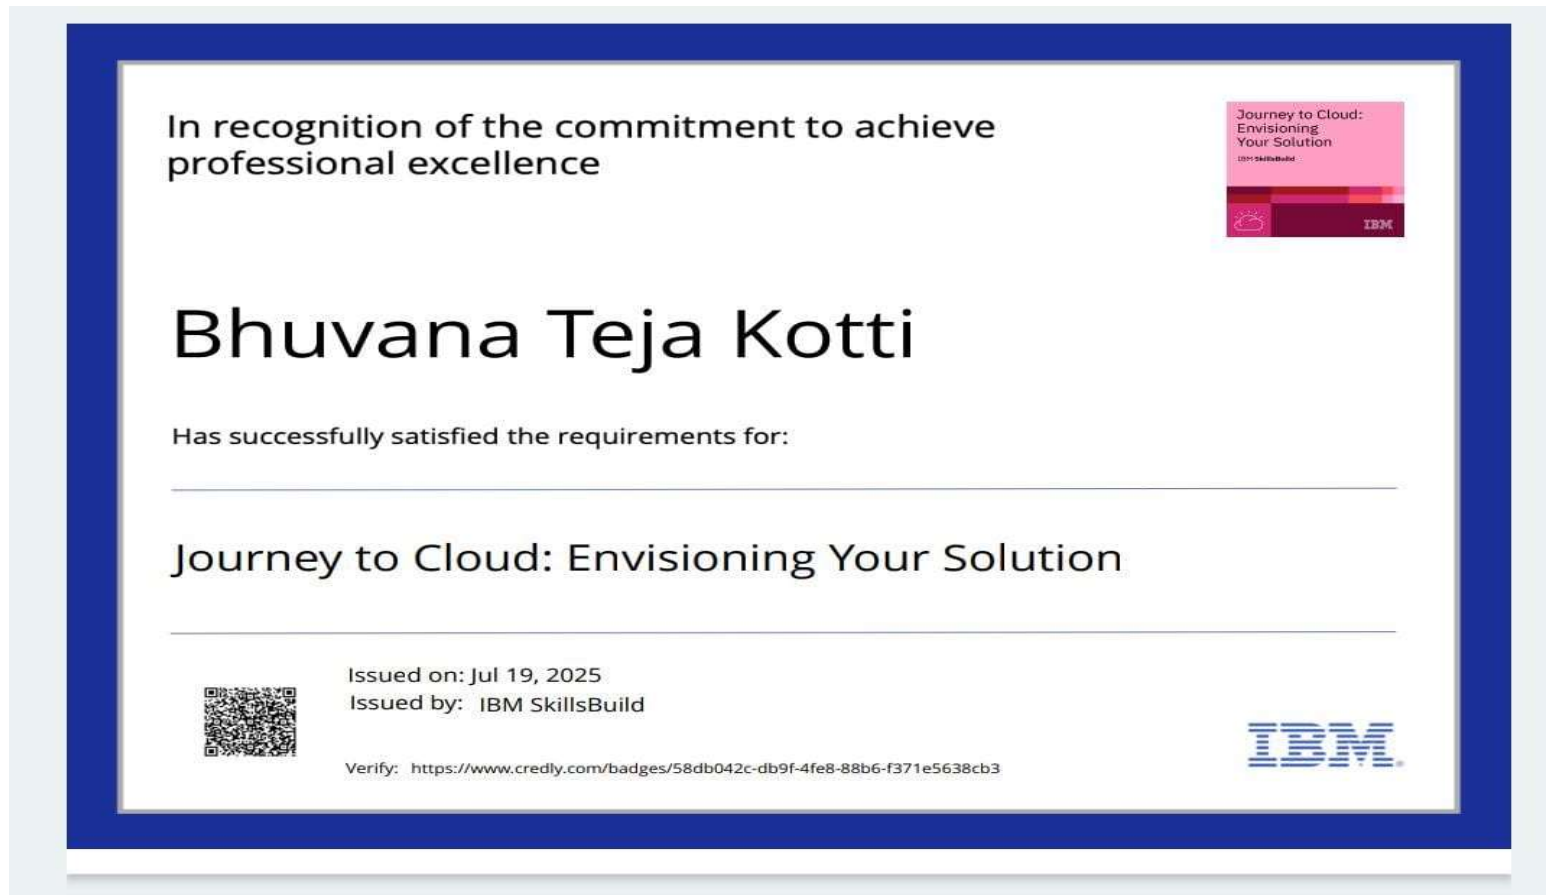 In recognition of the commitment to achieve
professional excellence
Journey to Cloud:
Envisioning
Your Solution
IBM SkillsBuild
IBM
Bhuvana Teja Kotti
Has successfully satisfied the requirements for:
Journey to Cloud: Envisioning Your Solution
Issued on: Jul 19, 2025
Issued by: IBM SkillsBuild
Verify: https://www.credly.com/badges/58db042c-db9f-4fe8-88b6-f371e5638cb3
IBM.